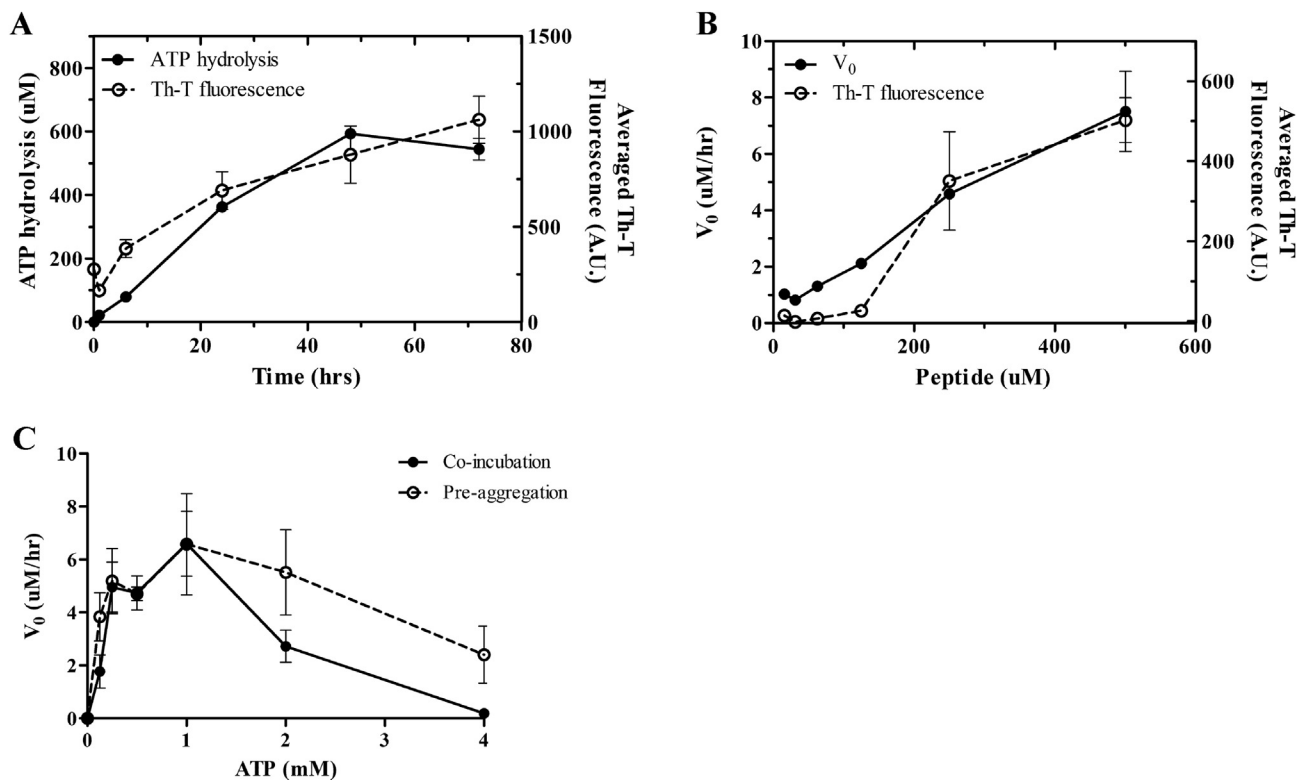 A
ATP hydrolysis
Th-T fluorescence
ATP hydrolysis (uM)
0
200
400
600
800
0
500
1000
1500
Averaged Th-T
Fluorescence (A.U.)
0 20 40 60 80
Time (hrs)
B
V0
Th-T fluorescence
V0 (uM/hr)
0
2
4
6
8
10
0
200
400
600
Averaged Th-T
Fluorescence (A.U.)
0 200 400 600
Peptide (uM)
C
Co-incubation
Pre-aggregation
V0 (uM/hr)
0
2
4
6
8
10
0 1 2 3 4
ATP (mM)